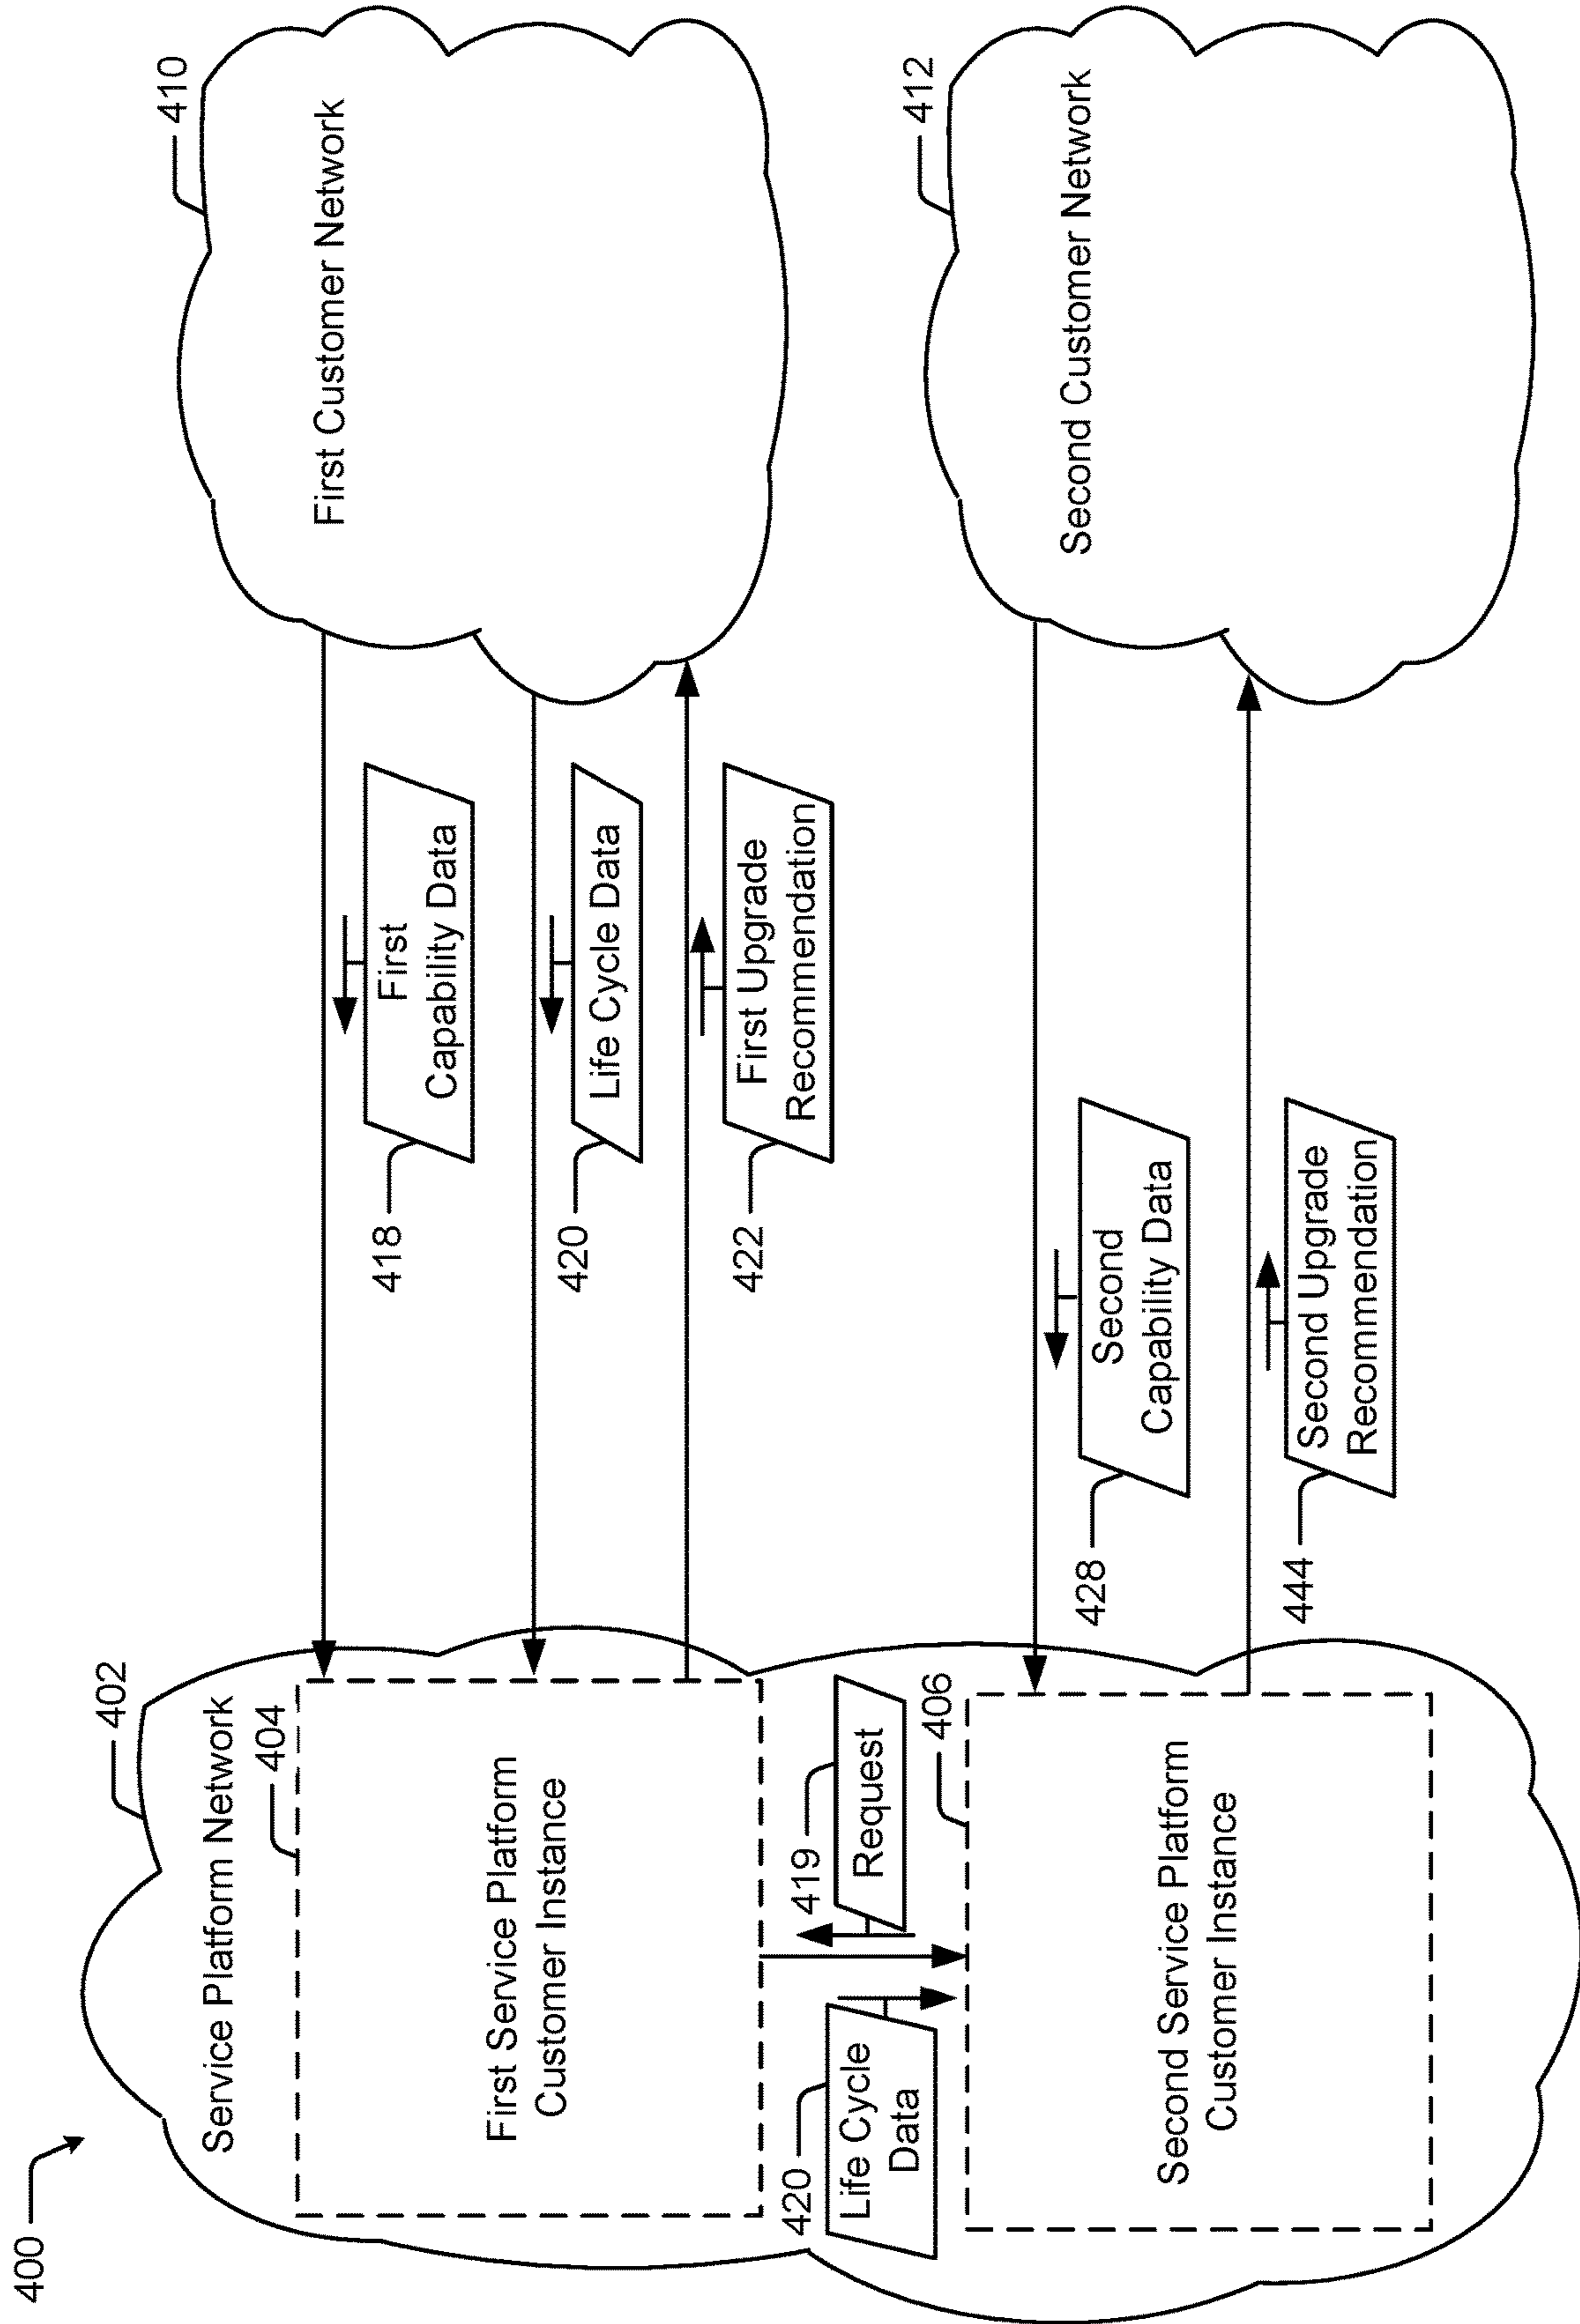 400
402
Service Platform Network
404
First Service Platform
Customer Instance
420
Life Cycle
Data
419
Request
406
Second Service Platform
Customer Instance
418
First
Capability Data
420
Life Cycle Data
422
First Upgrade
Recommendation
428
Second
Capability Data
444
Second Upgrade
Recommendation
410
First Customer Network
412
Second Customer Network